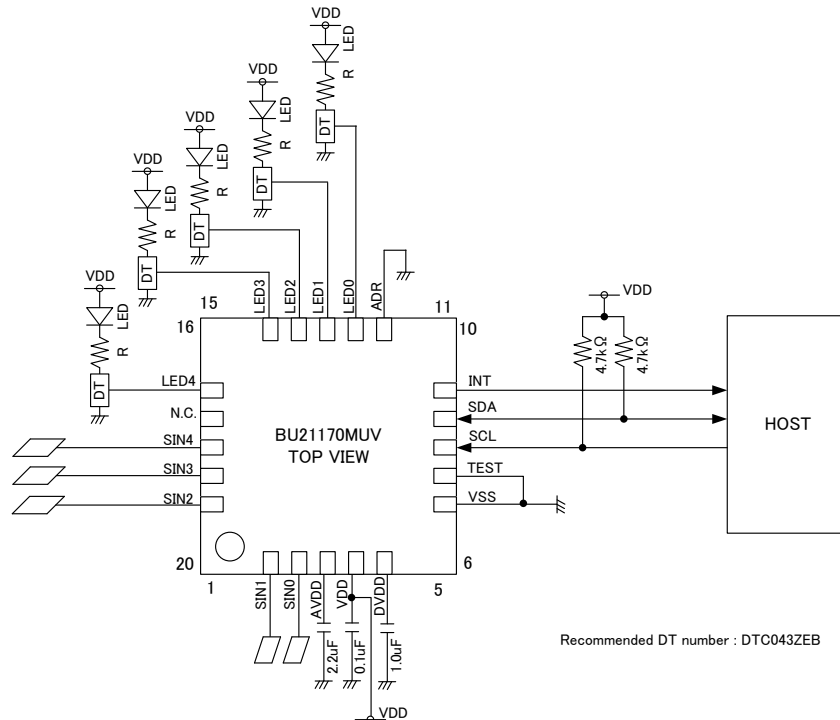 VDD
LED
R
DT
VDD
LED
R
DT
VDD
LED
R
DT
VDD
LED
R
DT
VDD
LED
R
DT
15
LED3
LED2
LED1
LED0
ADR
11
16
10
VDD
4.7kΩ
4.7kΩ
LED4
INT
N.C.
SDA
BU21170MUV
TOP VIEW
HOST
SIN4
SCL
SIN3
TEST
SIN2
VSS
20
6
1
5
SIN1
SIN0
AVDD
VDD
DVDD
2.2uF
0.1uF
1.0uF
Recommended DT number : DTC043ZEB
VDD